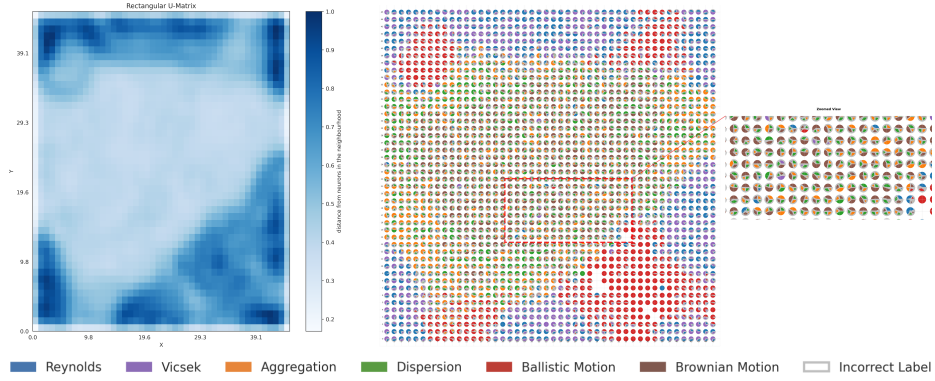 Rectangular U-Matrix
Y
39.1
29.3
19.6
9.8
0.0
0.0 9.8 19.6 29.3 39.1
X
1.0
0.9
0.8
0.7
0.6
0.5
0.4
0.3
0.2
distance from neurons in the neighbourhood
Zoomed View
Reynolds Vicsek Aggregation Dispersion Ballistic Motion Brownian Motion Incorrect Label